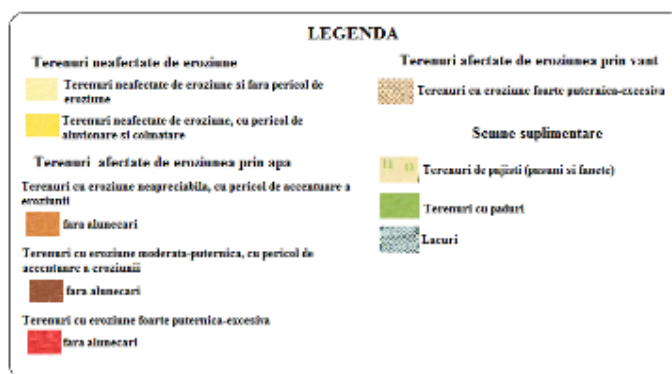 LEGENDA
Terenuri neafectate de eroziune
Terenuri neafectate de eroziune si fara pericol de
eroziune
Terenuri neafectate de eroziune, cu pericol de
aluvionare si colmatare
Terenuri afectate de eroziunea prin apa
Terenuri cu eroziune neapreciabila, cu pericol de accentuare a
eroziunii
fara alunecari
Terenuri cu eroziune moderata-puternica, cu pericol de
accentuare a eroziunii
fara alunecari
Terenuri cu eroziune foarte puternica-excesiva
fara alunecari
Terenuri afectate de eroziunea prin vant
Terenuri cu eroziune foarte puternica-excesiva
Semne suplimentare
Terenuri de pajisti (pasuni si fanete)
Terenuri cu paduri
Lacuri